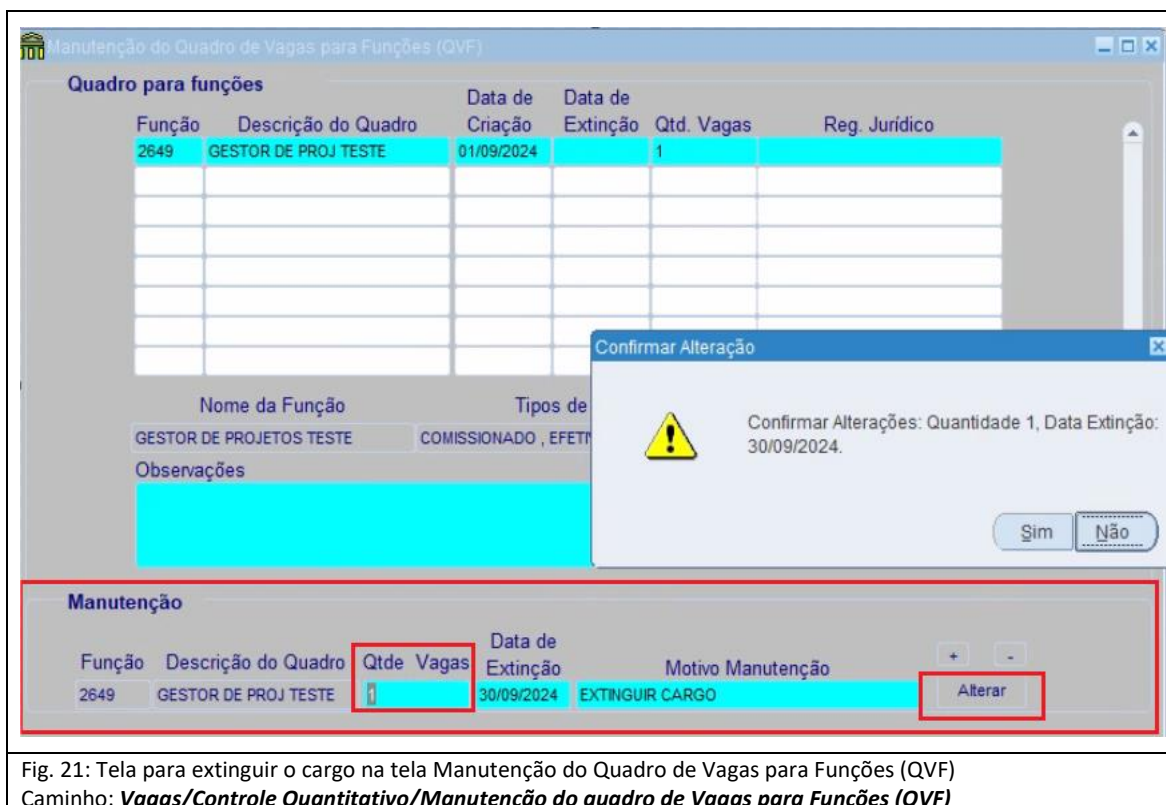 Manutenção do Quadro de Vagas para Funções (QVF)
Quadro para funções
Função Descrição do Quadro Data de Criação Data de Extinção Qtd. Vagas Reg. Jurídico
2649 GESTOR DE PROJ TESTE 01/09/2024 1
Confirmar Alteração
Confirmar Alterações: Quantidade 1, Data Extinção:
30/09/2024.
Sim Não
Nome da Função Tipos de
GESTOR DE PROJETOS TESTE COMISSIONADO ,
Observações
Manutenção
Função Descrição do Quadro Qtde Vagas Data de Extinção Motivo Manutenção + -
2649 GESTOR DE PROJ TESTE 1 30/09/2024 EXTINGUIR CARGO Alterar
Fig. 21: Tela para extinguir o cargo na tela Manutenção do Quadro de Vagas para Funções (QVF)
Caminho: Vagas/Controle Quantitativo/Manutenção do quadro de Vagas para Funções (QVF)